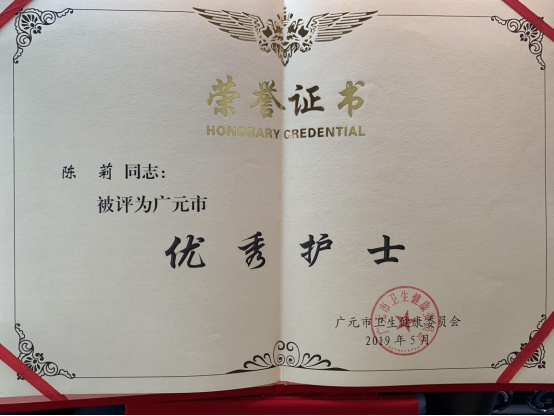 荣誉证书
HONORARY CREDENTIAL
陈 莉 同志：
被评为广元市
优秀护士
广元市卫生健康委员会
2019年5月